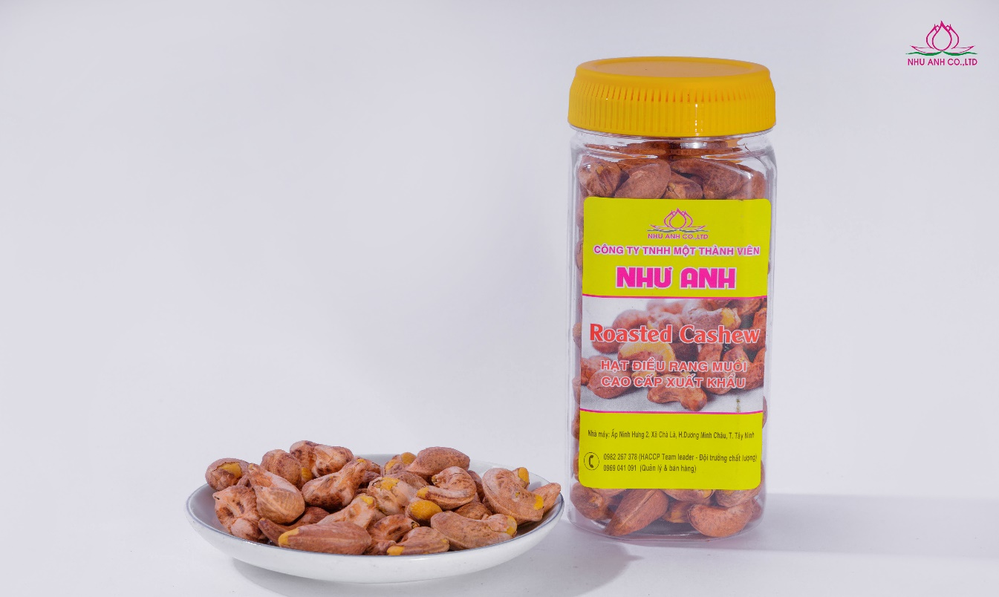 NHU ANH CO.,LTD
NHU ANH CO.,LTD
CÔNG TY TNHH MỘT THÀNH VIÊN
NHƯ ANH
Roasted Cashew
HẠT ĐIỀU RANG MUỐI
CAO CẤP XUẤT KHẨU
Nhà máy: Ấp Ninh Hưng 2, Xã Chà Là, H.Dương Minh Châu, T. Tây Ninh
0982 267 378 (HACCP Team leader - Đội trưởng chất lượng)
0969 041 091 (Quản lý & bán hàng)